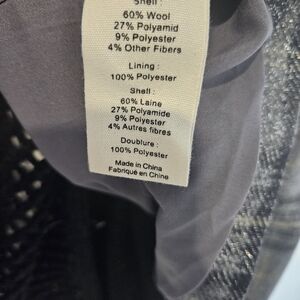 Shell :
60% Wool
27% Polyamid
9% Polyester
4% Other Fibers
Lining :
100% Polyester
Shell :
60% Laine
27% Polyamide
9% Polyester
4% Autres fibres
Doublure :
100% Polyester
Made in China
Fabriqué en Chine